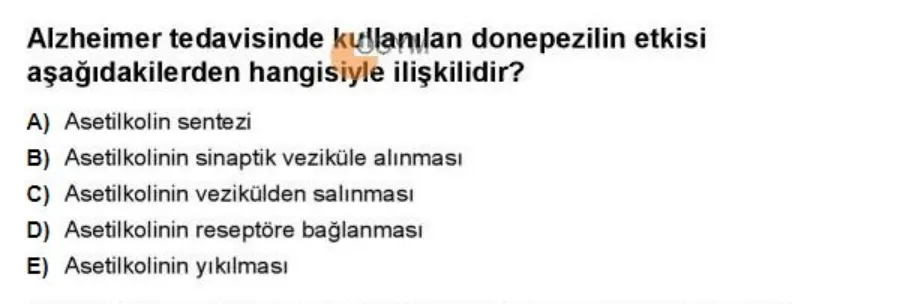 Alzheimer tedavisinde kullanılan donepezilin etkisi
aşağıdakilerden hangisiyle ilişkilidir?
A) Asetilkolin sentezi
B) Asetilkolinin sinaptik veziküle alınması
C) Asetilkolinin vezikülden salınması
D) Asetilkolinin reseptöre bağlanması
E) Asetilkolinin yıkılması